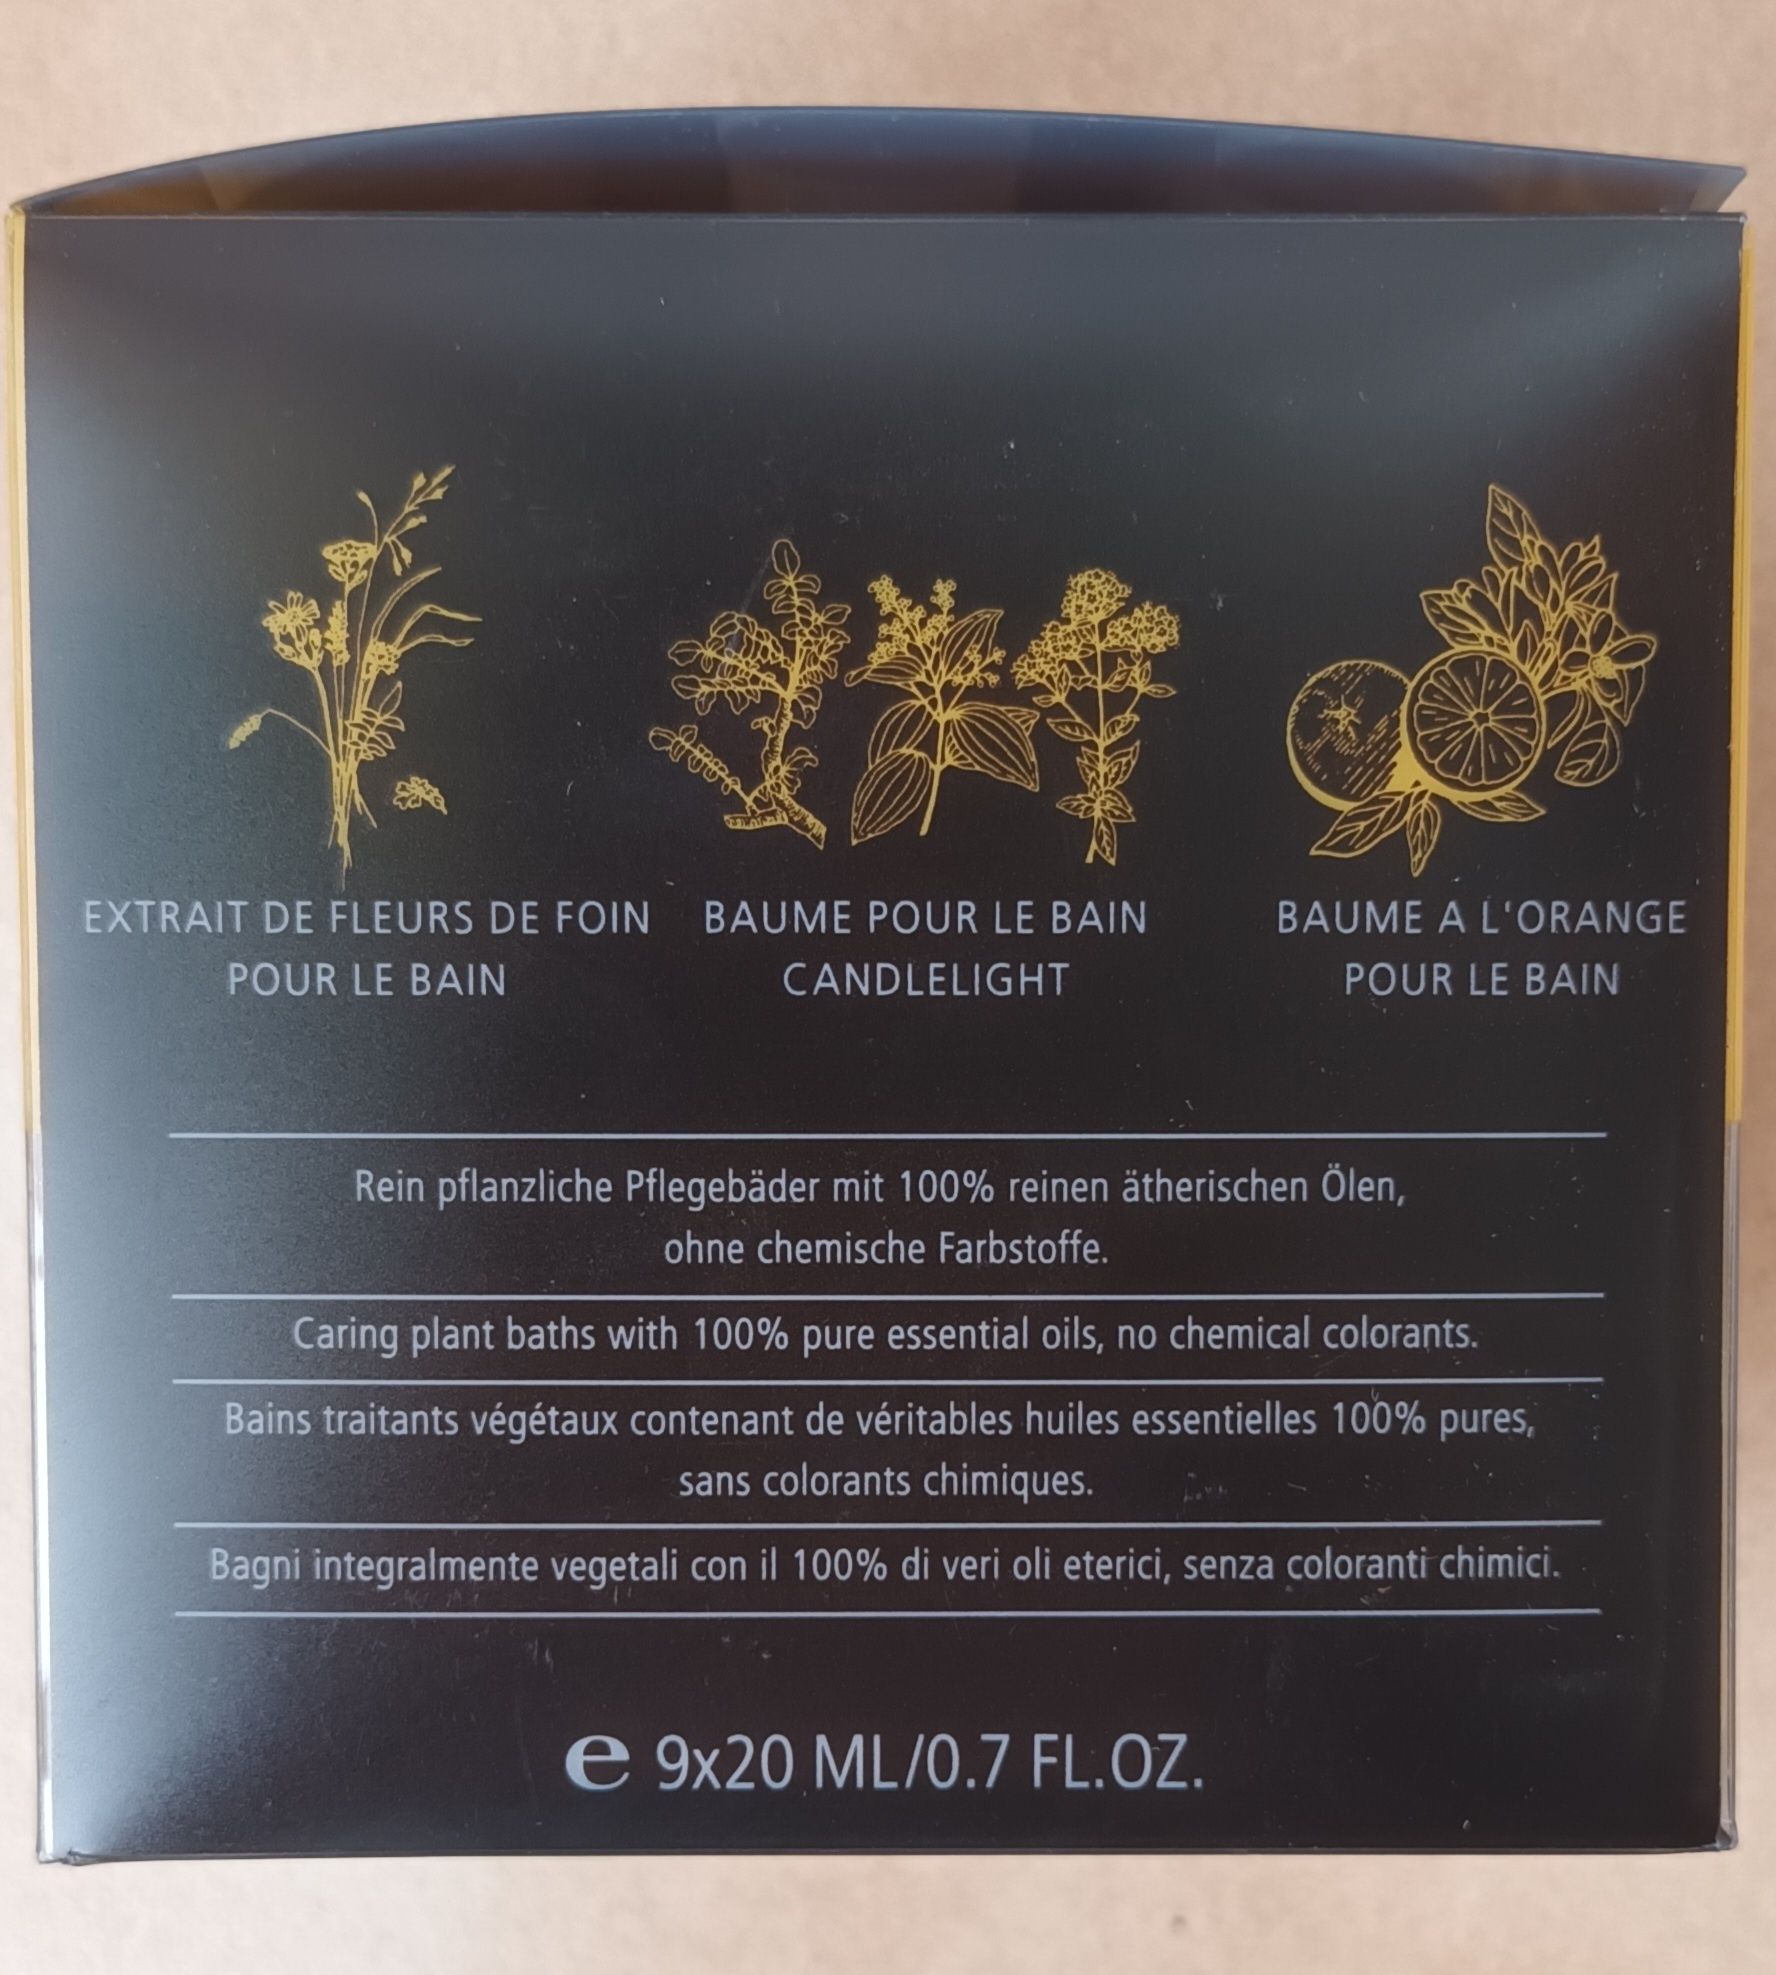 EXTRAIT DE FLEURS DE FOIN
POUR LE BAIN
BAUME POUR LE BAIN
CANDLELIGHT
BAUME A L'ORANGE
POUR LE BAIN
Rein pflanzliche Pflegebäder mit 100% reinen ätherischen Ölen,
ohne chemische Farbstoffe.
Caring plant baths with 100% pure essential oils, no chemical colorants.
Bains traitants végétaux contenant de véritables huiles essentielles 100% pures,
sans colorants chimiques.
Bagni integralmente vegetali con il 100% di veri oli eterici, senza coloranti chimici.
e 9x20 ML/0.7 FL.OZ.